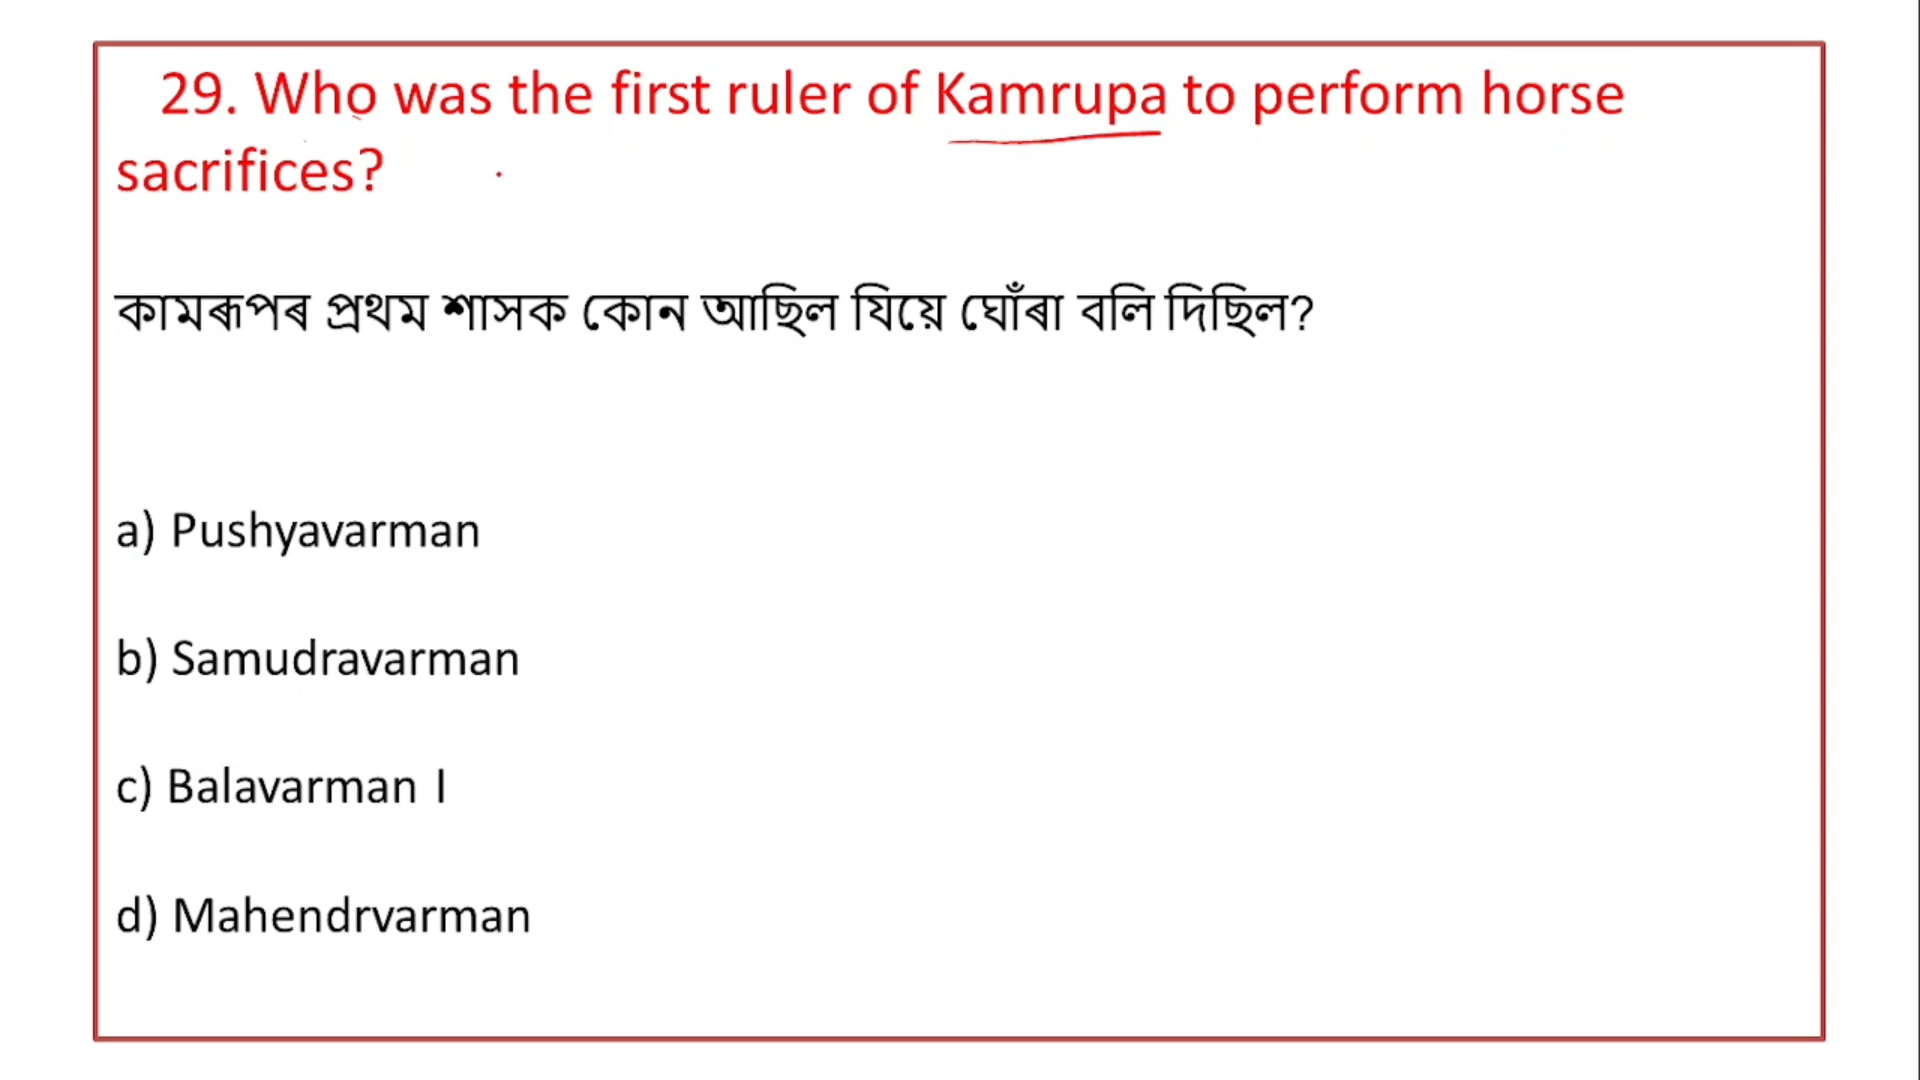 29. Who was the first ruler of Kamrupa to perform horse
sacrifices?
কামৰূপৰ প্ৰথম শাসক কোন আছিল যিয়ে ঘোঁৰা বলি দিছিল?
a) Pushyavarman
b) Samudravarman
c) Balavarman I
d) Mahendrvarman